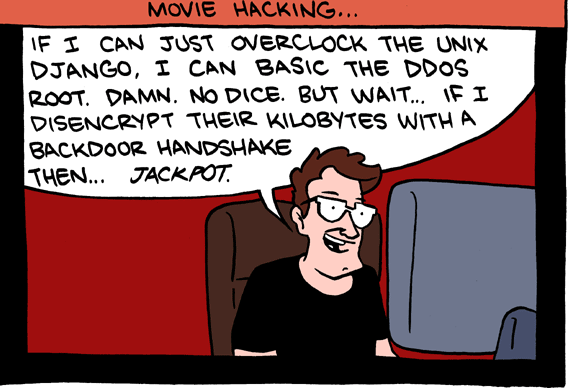 MOVIE HACKING...
IF I CAN JUST OVERCLOCK THE UNIX
DJANGO, I CAN BASIC THE DDOS
ROOT. DAMN. NO DICE. BUT WAIT... IF I
DISENCRYPT THEIR KILOBYTES WITH A
BACKDOOR HANDSHAKE
THEN... JACKPOT.